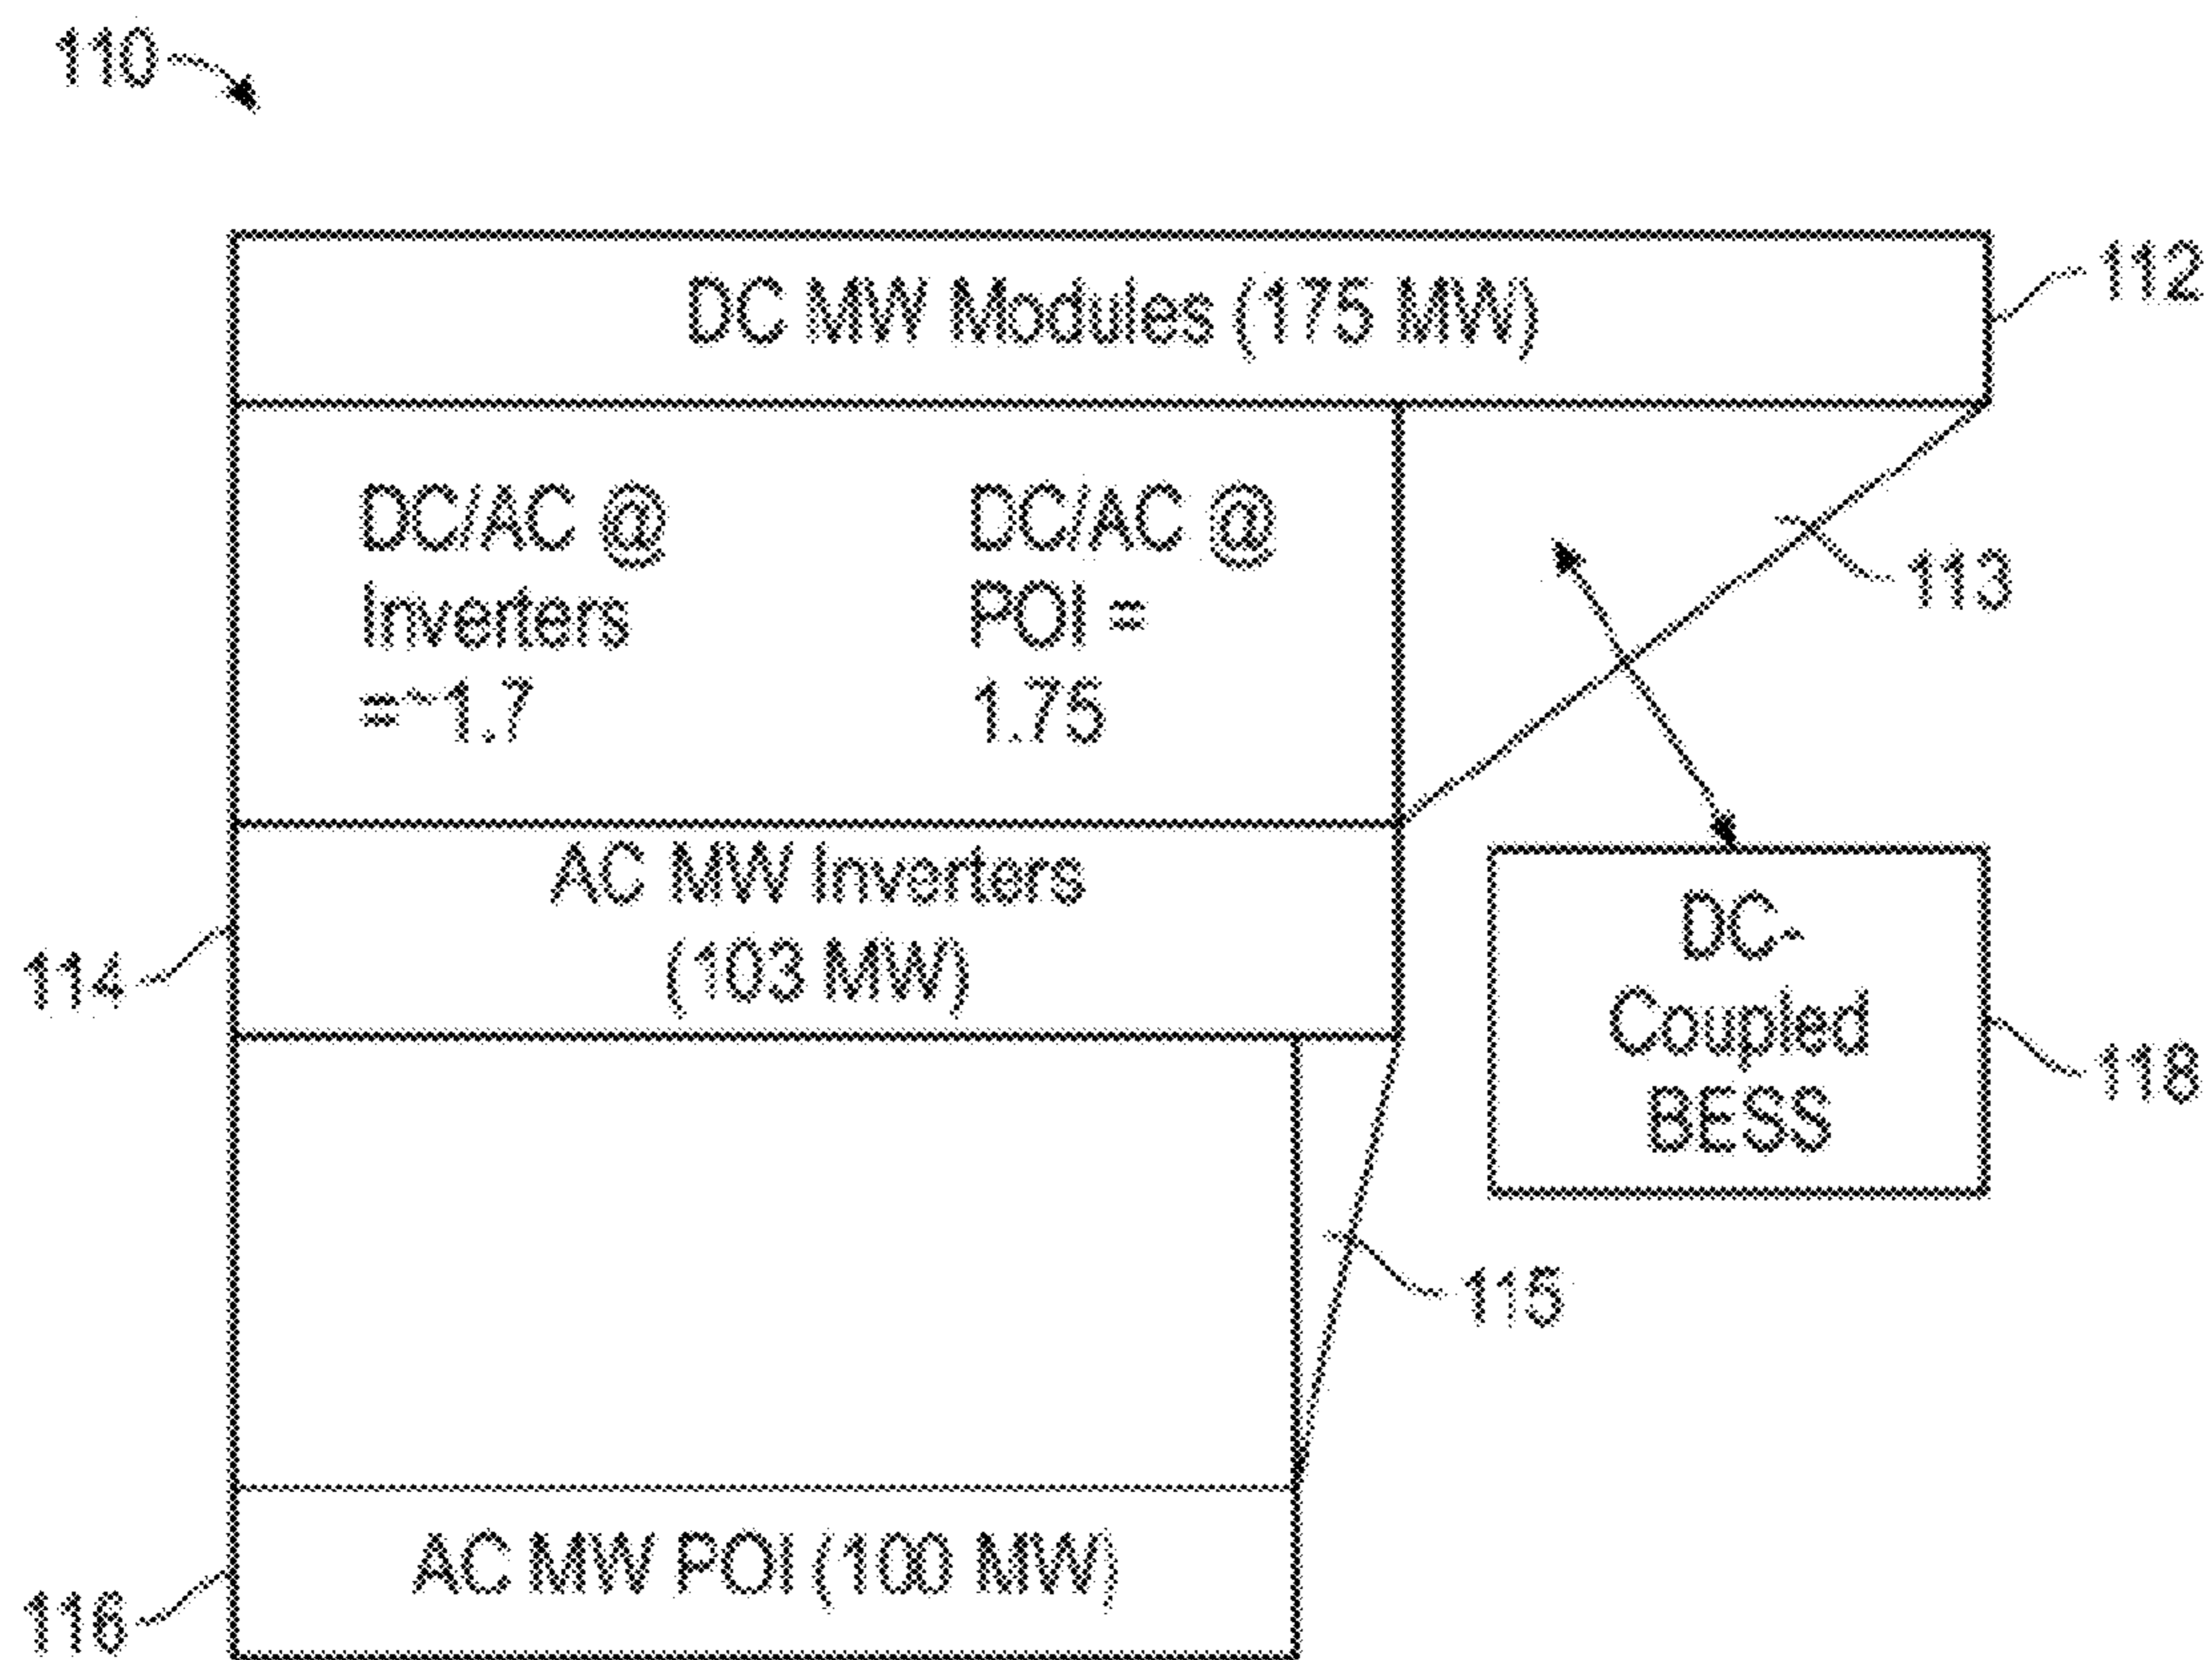 110
DC MW Modules (175 MW)
112
DC/AC @
Inverters
= ~1.7
DC/AC @
POI =
1.75
113
AC MW Inverters
(103 MW)
114
DC-
Coupled
BESS
118
115
AC MW POI (100 MW)
116